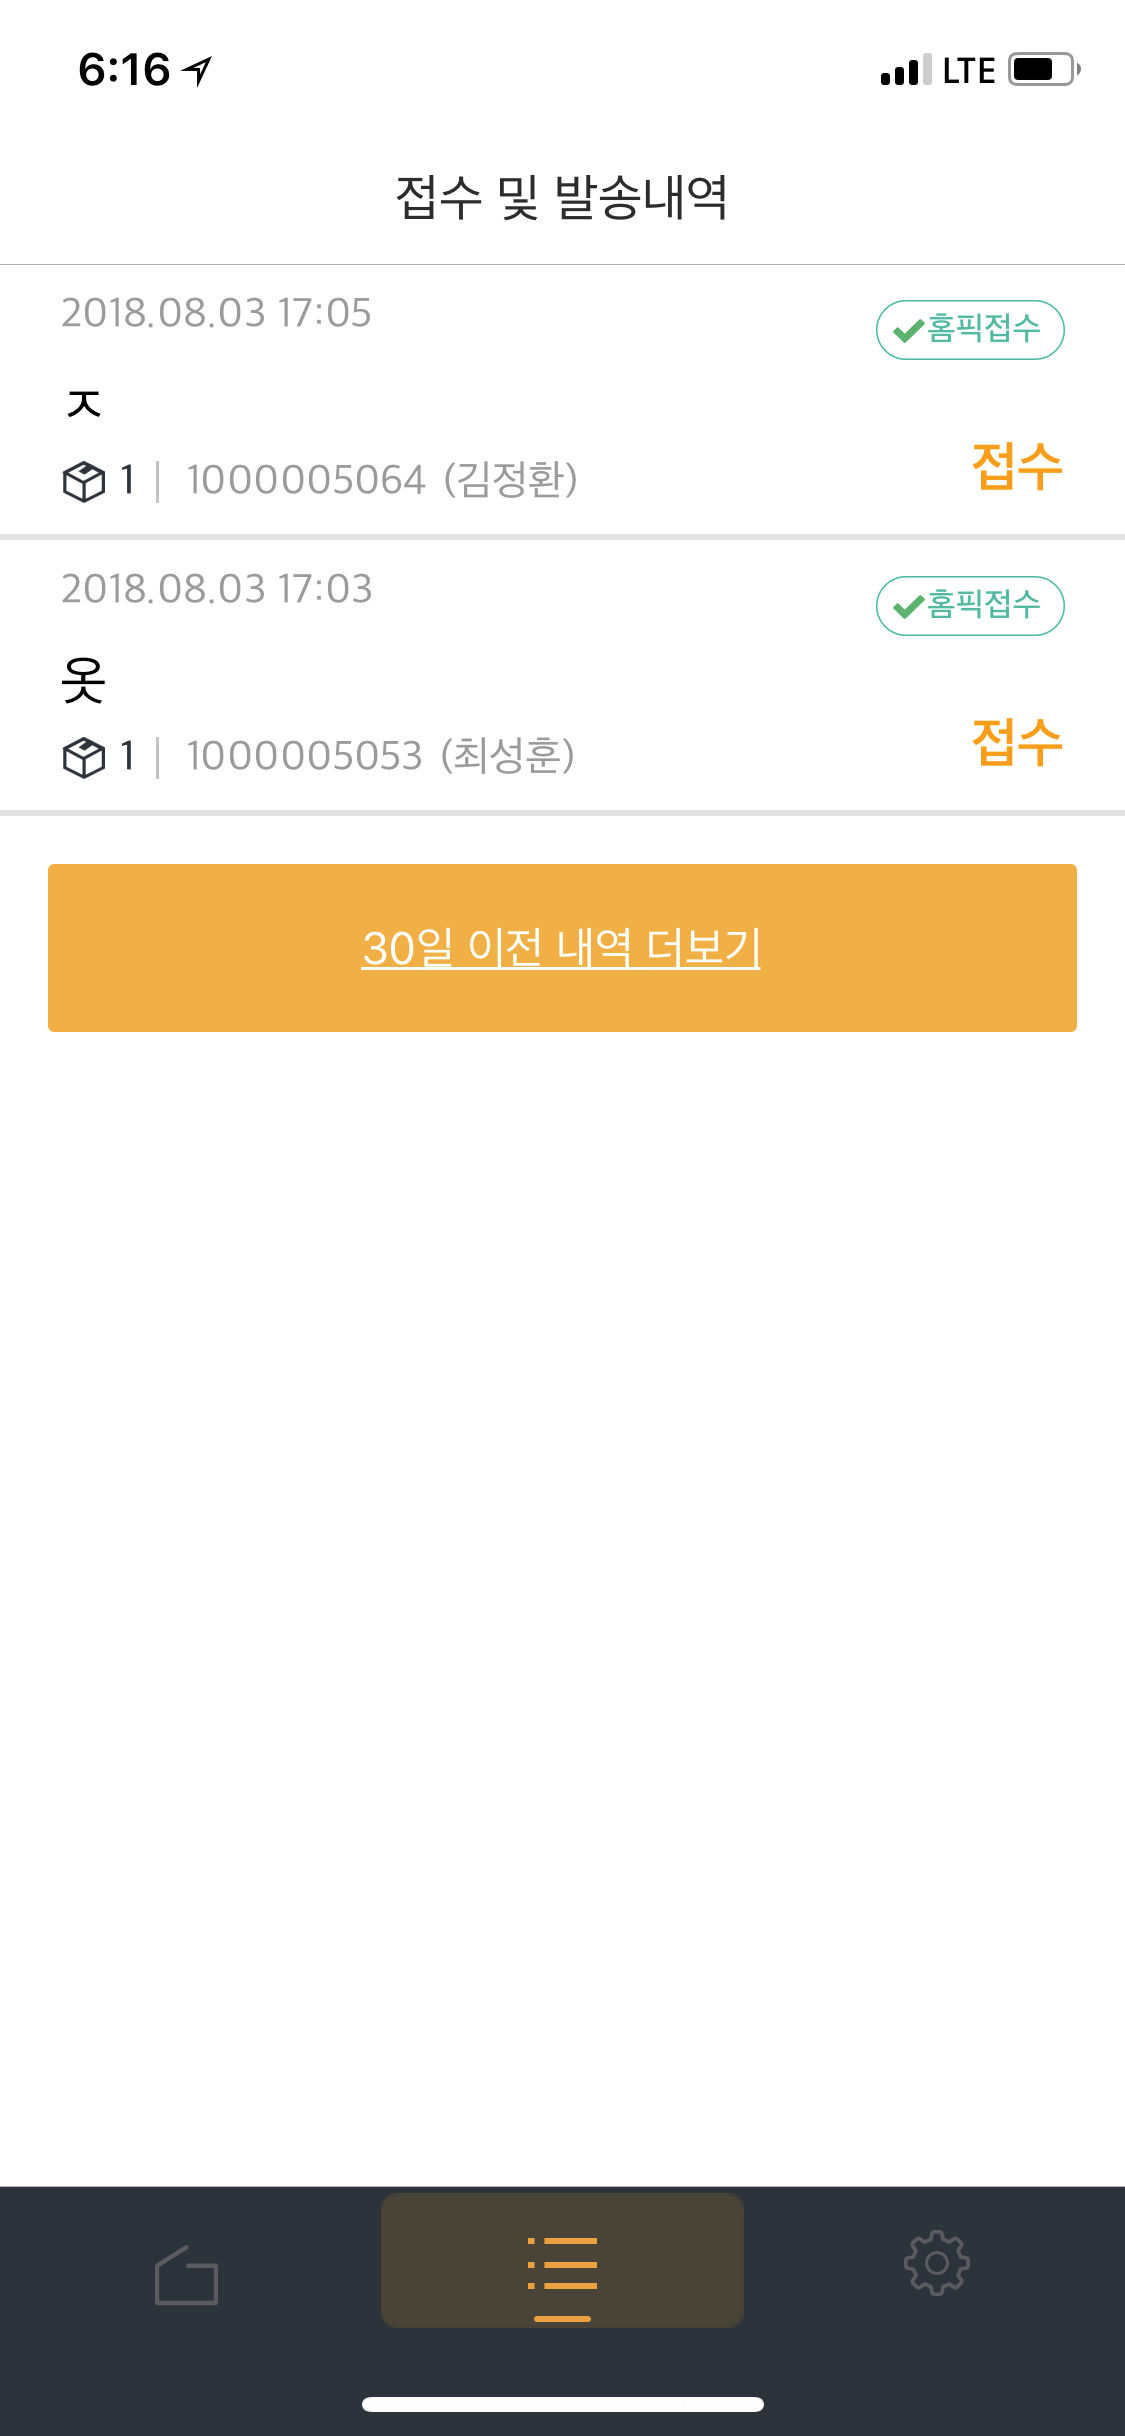 6:16 LTE
접수 및 발송내역
2018.08.03 17:05
홈픽접수
ㅈ
1 | 1000005064 (김정환)
접수
2018.08.03 17:03
홈픽접수
옷
1 | 1000005053 (최성훈)
접수
30일 이전 내역 더보기